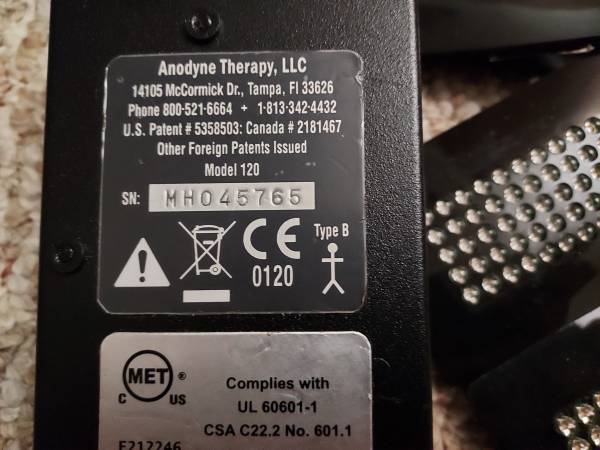 Anodyne Therapy, LLC
14105 McCormick Dr., Tampa, Fl 33626
Phone 800-521-6664 + 1-813-342-4432
U.S. Patent # 5358503: Canada # 2181467
Other Foreign Patents Issued
Model 120
SN: MH045765
CE
0120
Type B
MET ®
C US
Complies with
UL 60601-1
CSA C22.2 No. 601.1
E212246